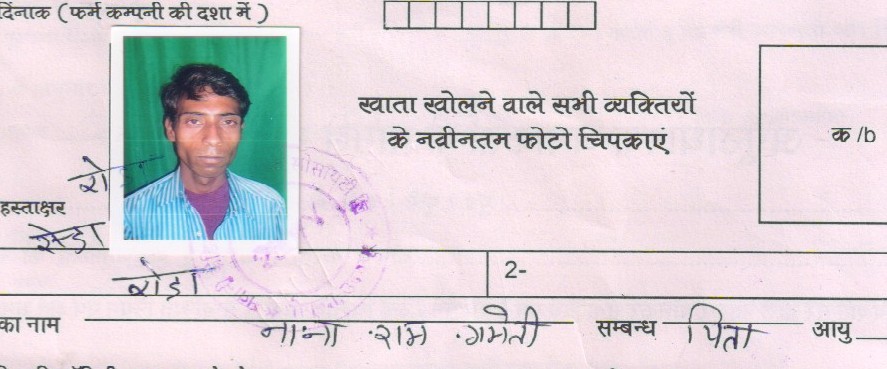 दिनांक ( फर्म कम्पनी की दशा में )
खाता खोलने वाले सभी व्यक्तियों
के नवीनतम फोटो चिपकाएं
क /b
हस्ताक्षर
रोडा
2-
का नाम नाना राम गमेती सम्बन्ध पिता आयु